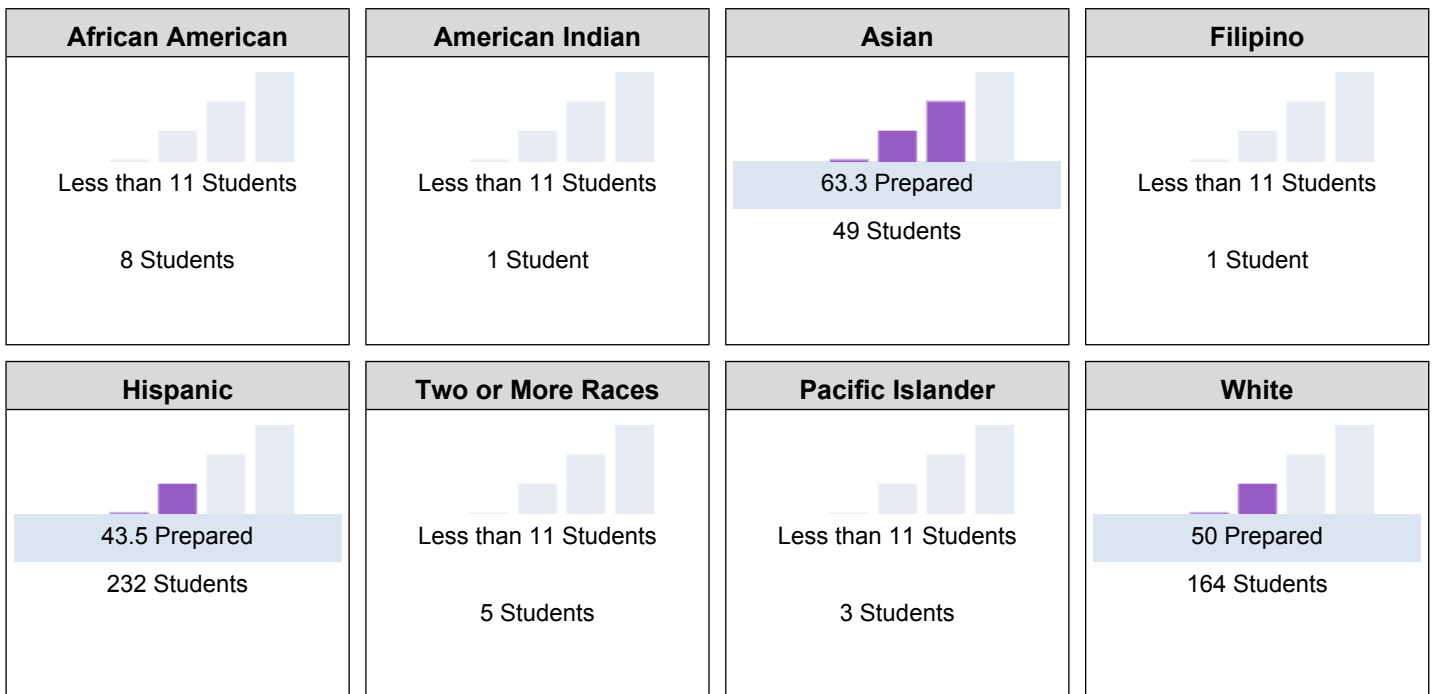 African American
Less than 11 Students
8 Students
American Indian
Less than 11 Students
1 Student
Asian
63.3 Prepared
49 Students
Filipino
Less than 11 Students
1 Student
Hispanic
43.5 Prepared
232 Students
Two or More Races
Less than 11 Students
5 Students
Pacific Islander
Less than 11 Students
3 Students
White
50 Prepared
164 Students